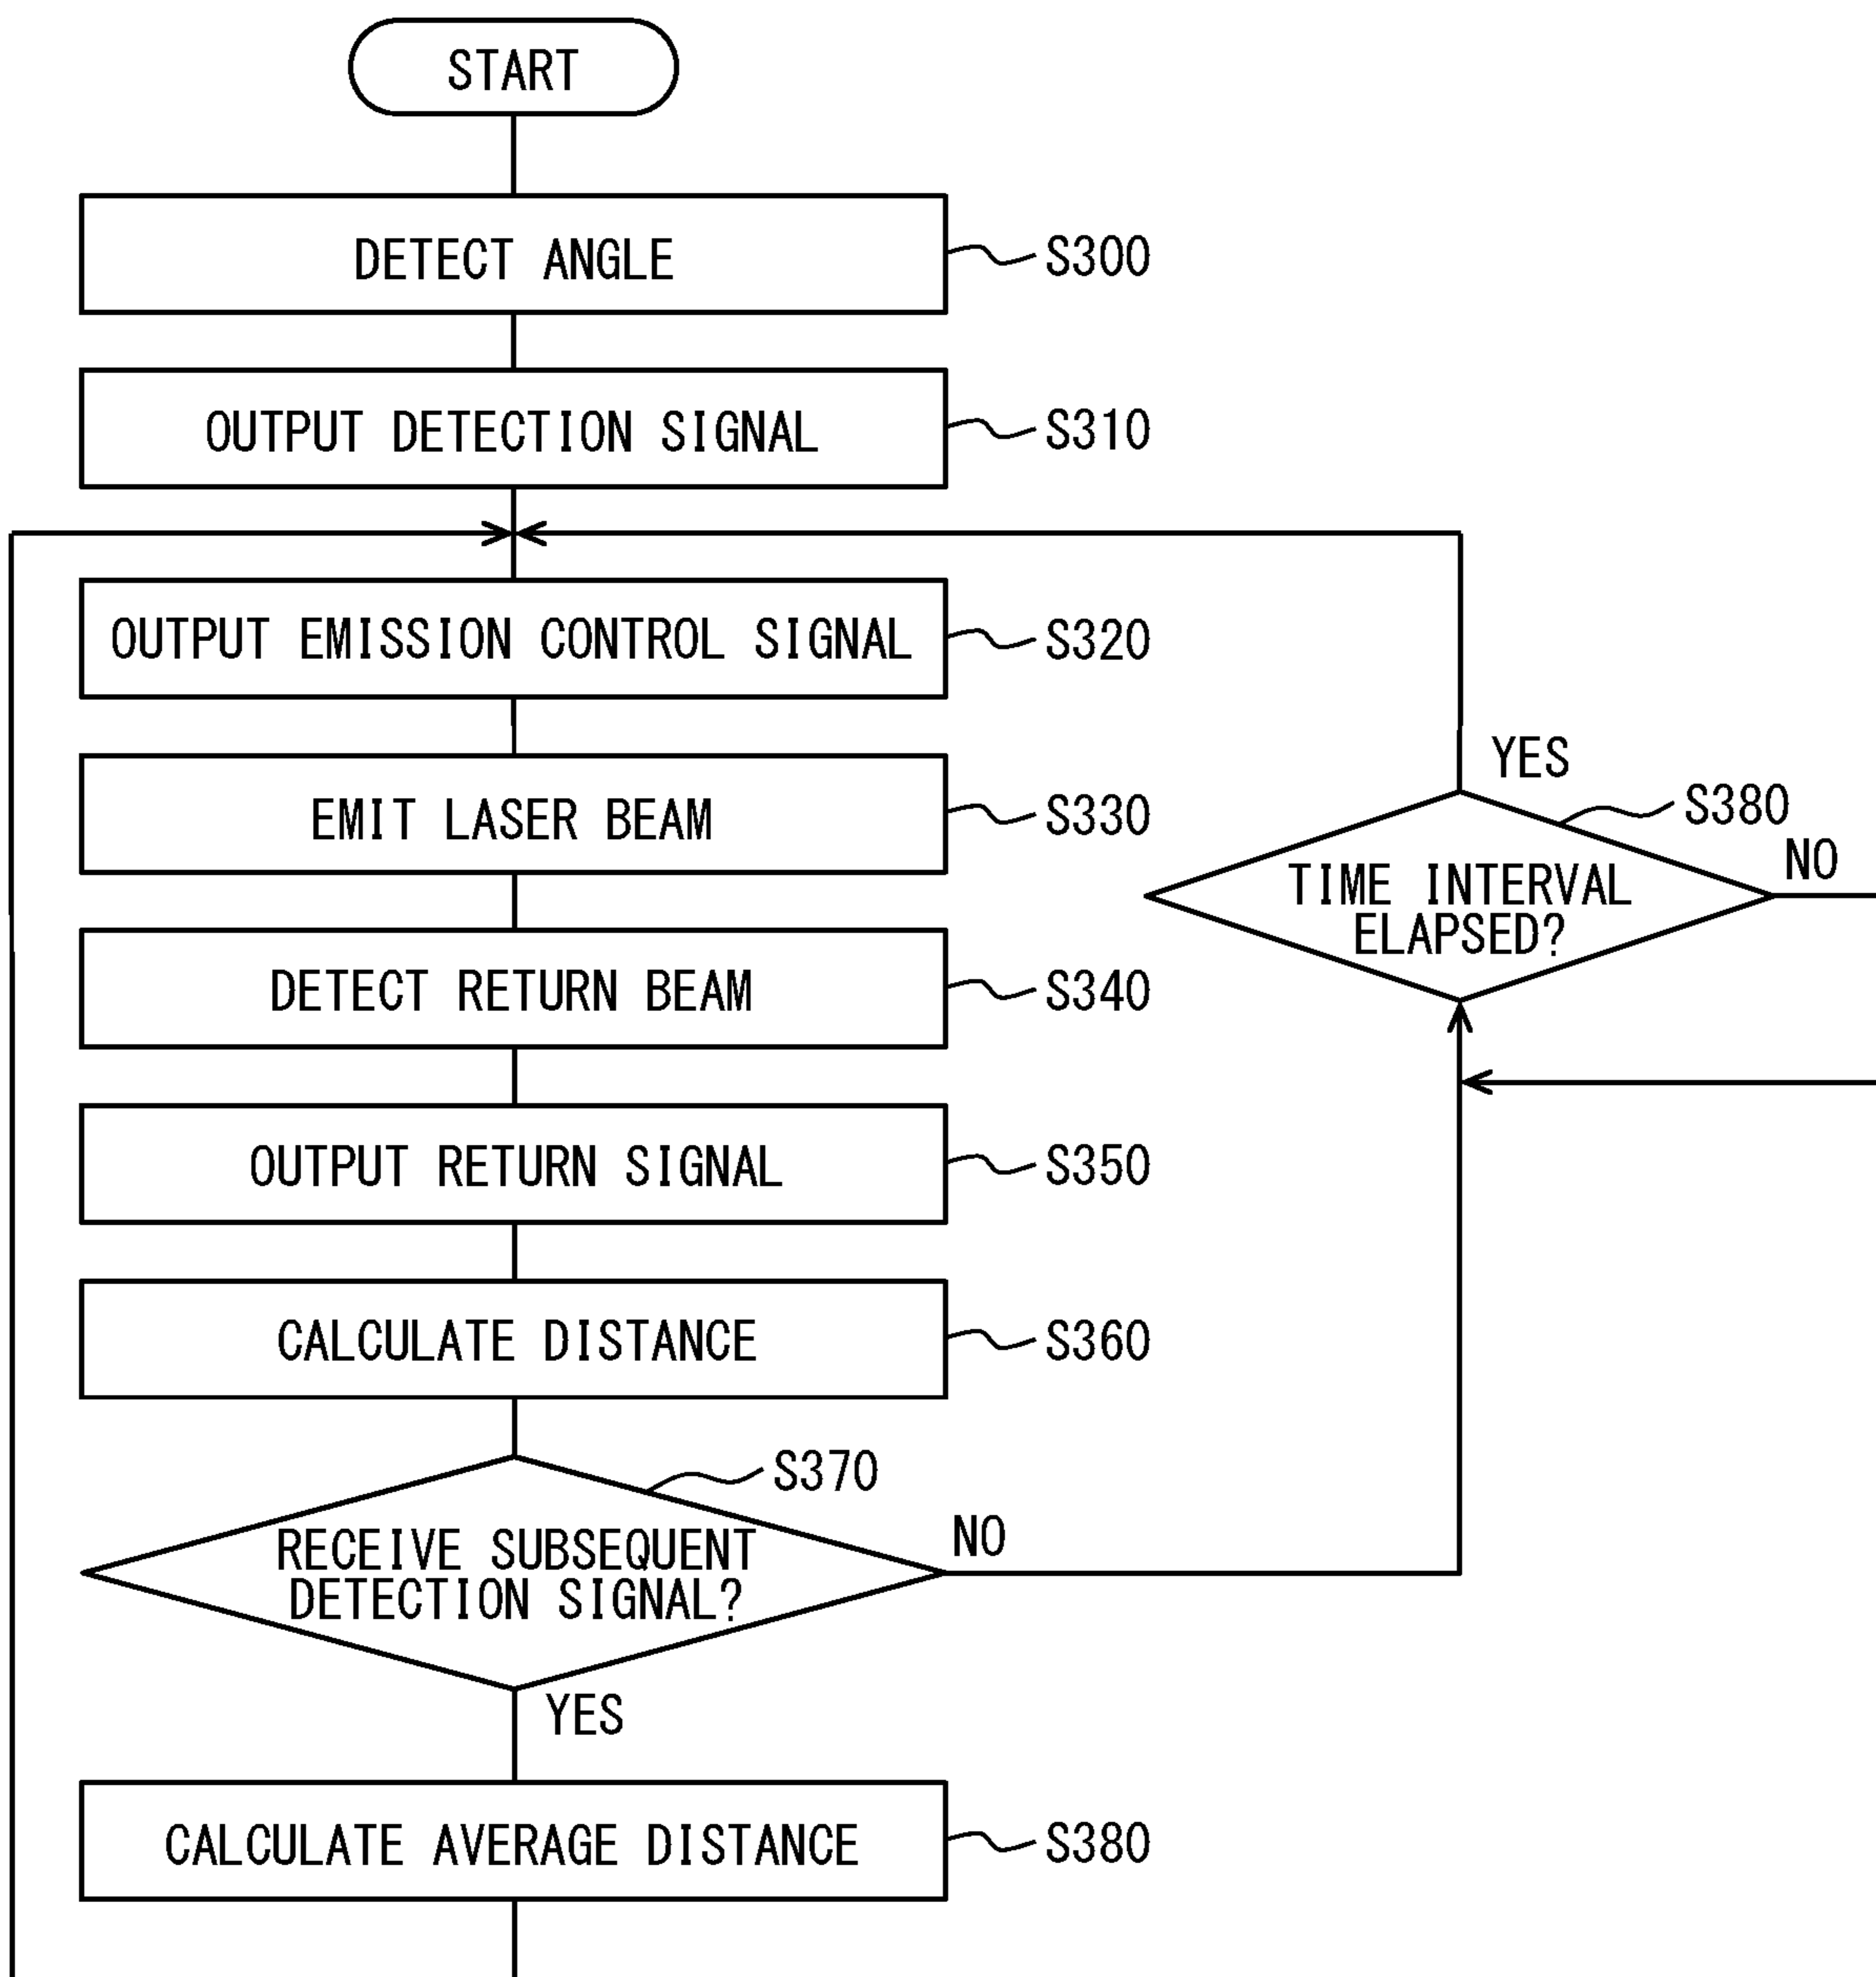 START
DETECT ANGLE
S300
OUTPUT DETECTION SIGNAL
S310
OUTPUT EMISSION CONTROL SIGNAL
S320
EMIT LASER BEAM
S330
DETECT RETURN BEAM
S340
OUTPUT RETURN SIGNAL
S350
CALCULATE DISTANCE
S360
S370
RECEIVE SUBSEQUENT
DETECTION SIGNAL?
NO
YES
CALCULATE AVERAGE DISTANCE
S380
YES
S380
NO
TIME INTERVAL
ELAPSED?